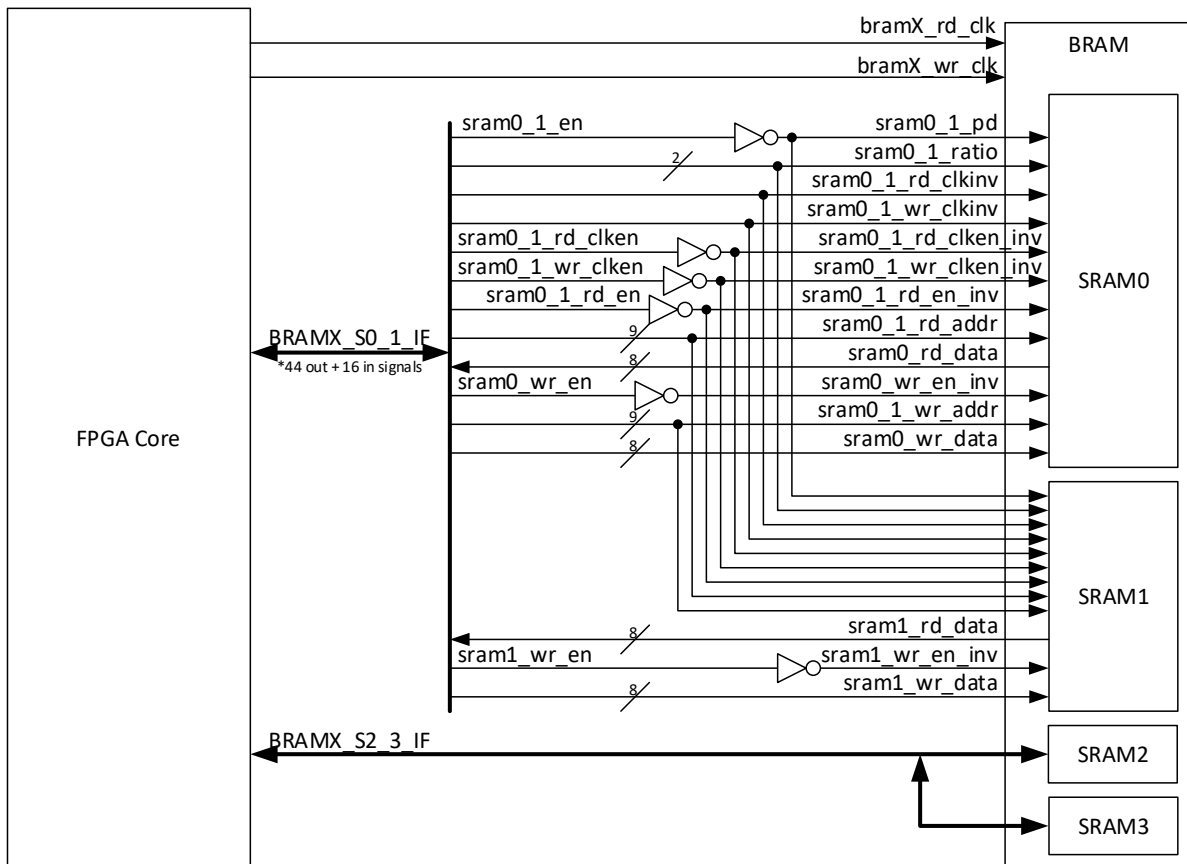 bramX_rd_clk
BRAM
bramX_wr_clk
sram0_1_en
sram0_1_pd
2
sram0_1_ratio
sram0_1_rd_clkinv
sram0_1_wr_clkinv
sram0_1_rd_clken
sram0_1_rd_clken_inv
sram0_1_wr_clken
sram0_1_wr_clken_inv
SRAM0
sram0_1_rd_en
sram0_1_rd_en_inv
9
sram0_1_rd_addr
BRAMX_S0_1_IF
*44 out + 16 in signals
8
sram0_rd_data
sram0_wr_en
sram0_wr_en_inv
9
sram0_1_wr_addr
FPGA Core
8
sram0_wr_data
SRAM1
8
sram1_rd_data
sram1_wr_en
sram1_wr_en_inv
8
sram1_wr_data
BRAMX_S2_3_IF
SRAM2
SRAM3